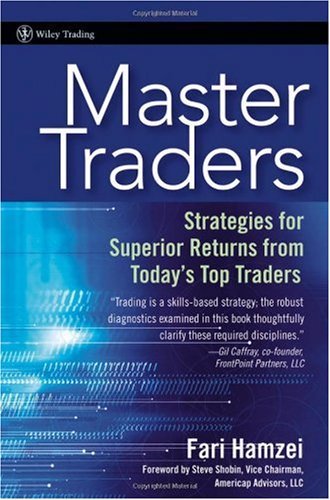 Wiley Trading
Master
Traders
Strategies for
Superior Returns from
Today's Top Traders
"Trading is a skills-based strategy; the robust
diagnostics examined in this book thoughtfully
clarify these required disciplines."
—Gil Caffray, co-founder,
FrontPoint Partners, LLC
Fari Hamzei
Foreword by Steve Shobin, Vice Chairman,
Americap Advisors, LLC